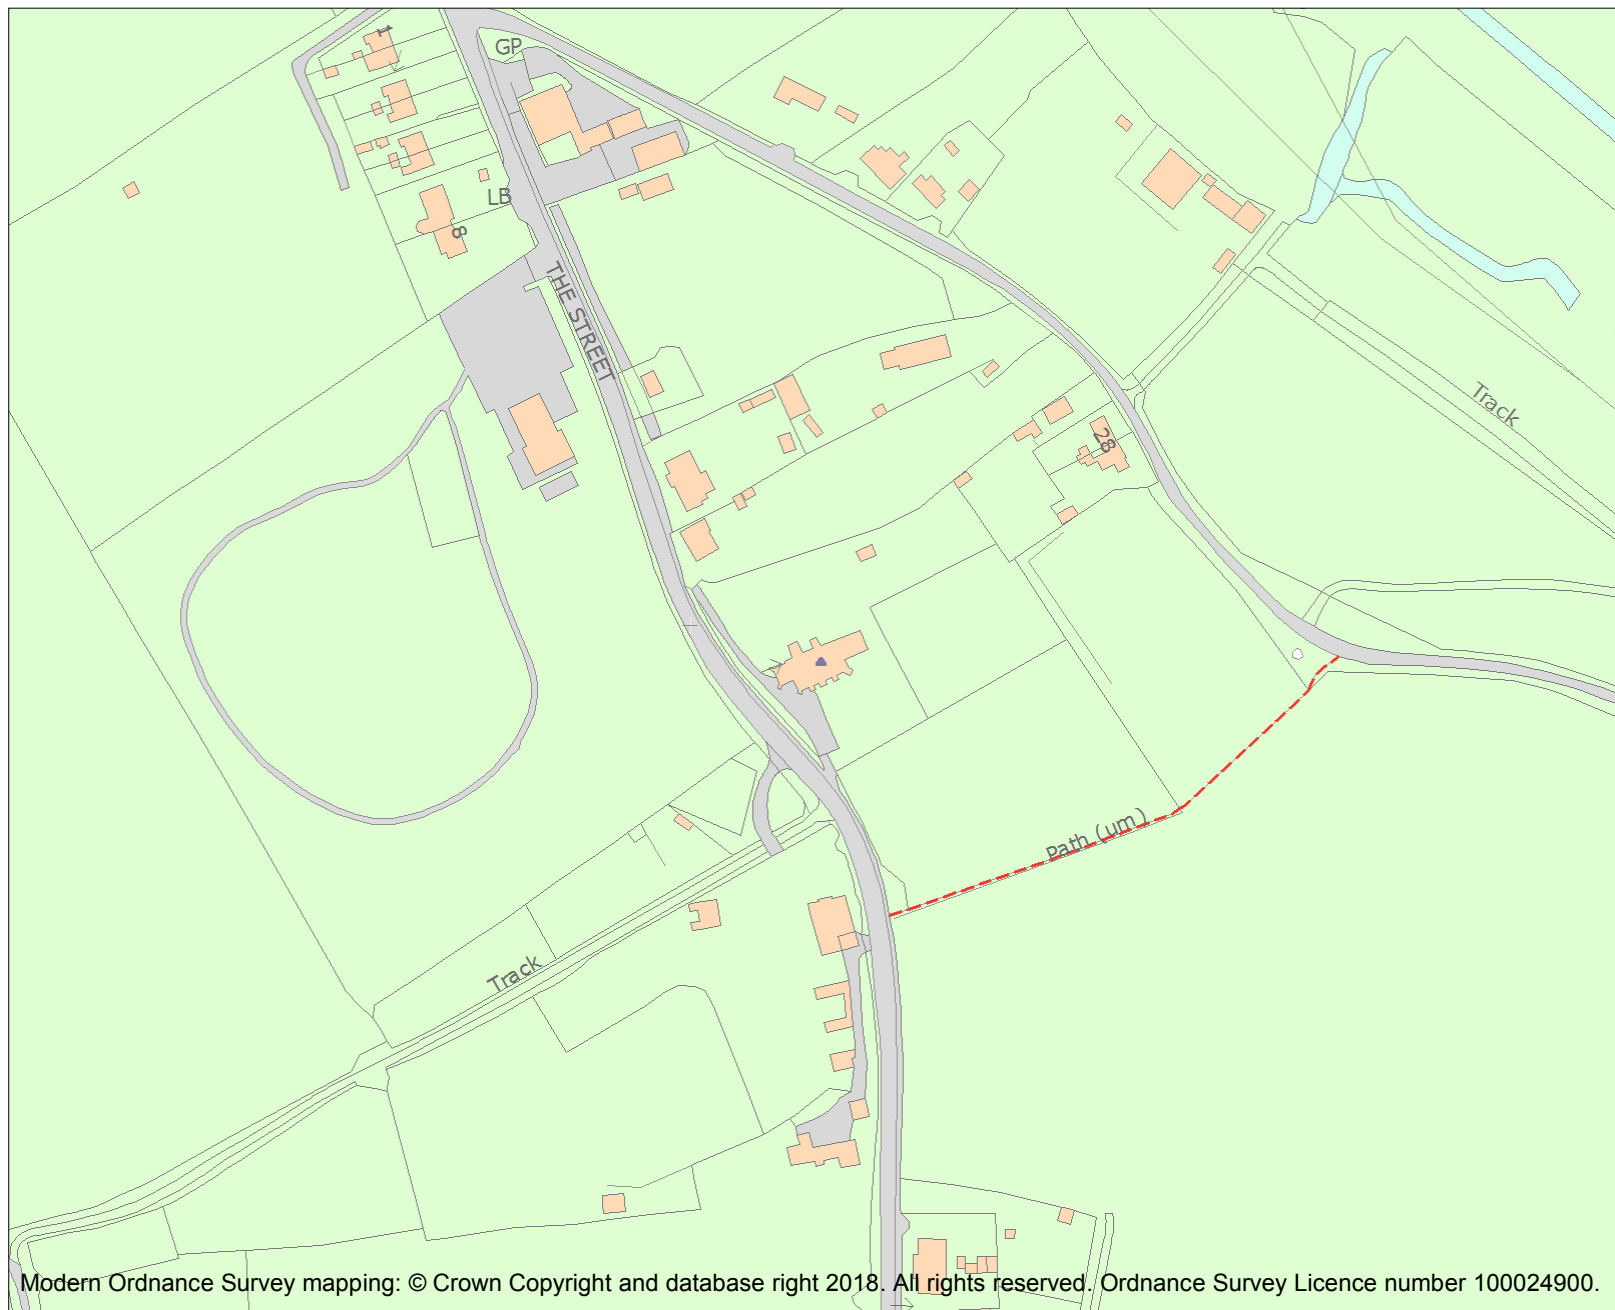 1
GP
LB
8
THE STREET
Track
28
Path (um)
Track
Modern Ordnance Survey mapping: © Crown Copyright and database right 2018. All rights reserved. Ordnance Survey Licence number 100024900.